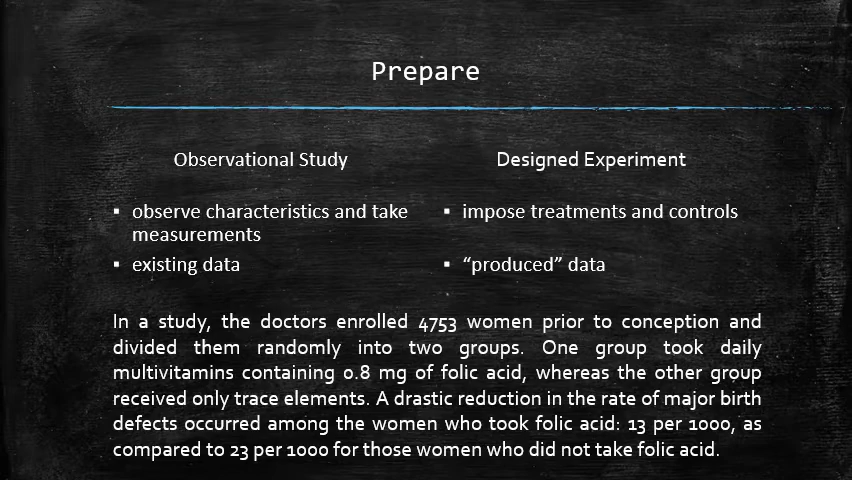 Prepare
Observational Study
Designed Experiment
▪ observe characteristics and take
measurements
▪ existing data
▪ impose treatments and controls
▪ “produced” data
In a study, the doctors enrolled 4753 women prior to conception and
divided them randomly into two groups. One group took daily
multivitamins containing 0.8 mg of folic acid, whereas the other group
received only trace elements. A drastic reduction in the rate of major birth
defects occurred among the women who took folic acid: 13 per 1000, as
compared to 23 per 1000 for those women who did not take folic acid.